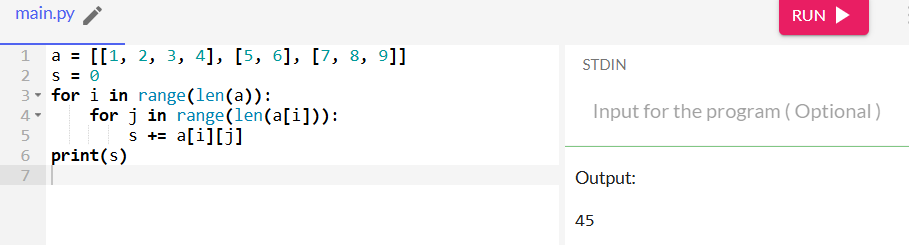 main.py
RUN
1 a = [[1, 2, 3, 4], [5, 6], [7, 8, 9]]
2 s = 0
3 for i in range(len(a)):
4     for j in range(len(a[i])):
5         s += a[i][j]
6 print(s)
7
STDIN
Input for the program ( Optional )
Output:
45